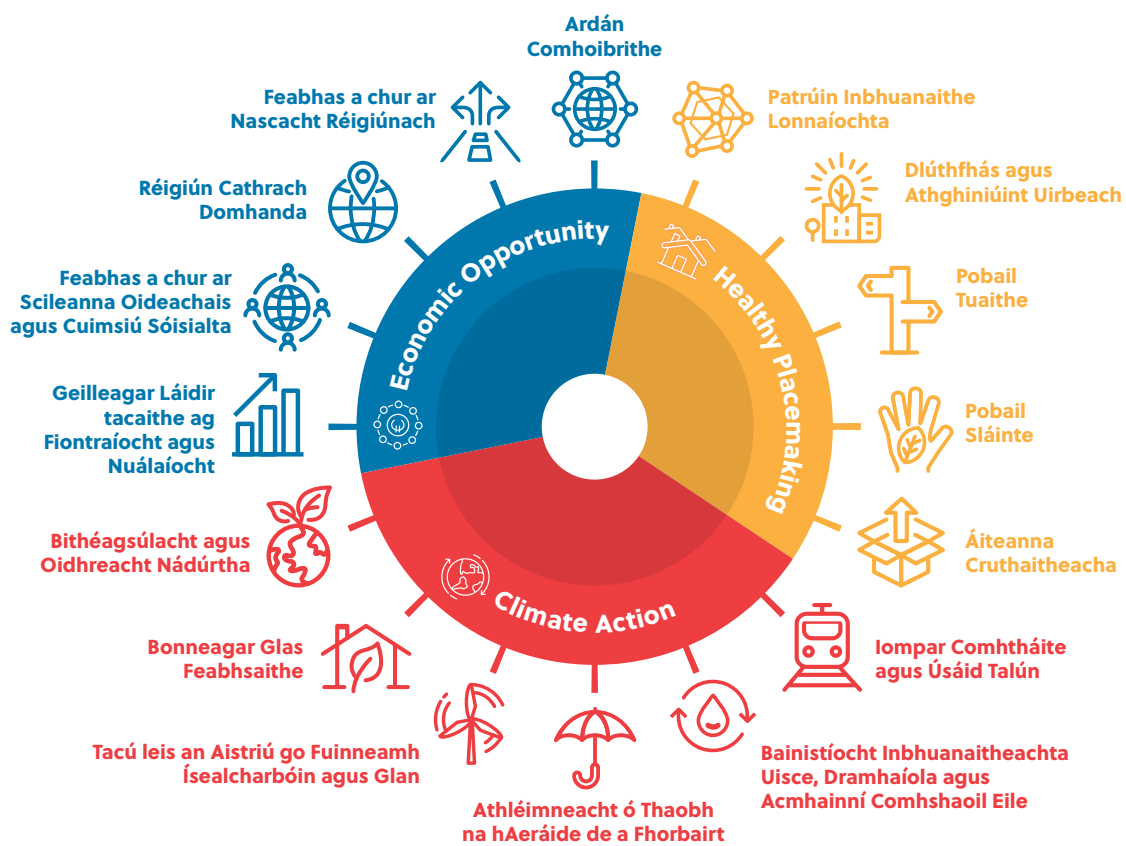 Ardán
Comhoibrithe
Patrúin Inbhuanaithe
Lonnaíochta
Dlúthfhás agus
Athghiniúint Uirbeach
Pobail
Tuaithe
Pobail
Sláinte
Áiteanna
Cruthaitheacha
Iompar Comhtháite
agus Úsáid Talún
Bainistíocht Inbhuanaitheachta
Uisce, Dramhaíola agus
Acmhainní Comhshaoil Eile
Athléimneacht ó Thaobh
na hAeráide de a Fhorbairt
Tacú leis an Aistriú go Fuinneamh
Ísealcharbóin agus Glan
Bonneagar Glas
Feabhsaithe
Bithéagsúlacht agus
Oidhreacht Nádúrtha
Geilleagar Láidir
tacaithe ag
Fiontraíocht agus
Nuálaíocht
Feabhas a chur ar
Scileanna Oideachais
agus Cuimsiú Sóisialta
Réigiún Cathrach
Domhanda
Feabhas a chur ar
Nascacht Réigiúnach
Economic Opportunity
Healthy Placemaking
Climate Action